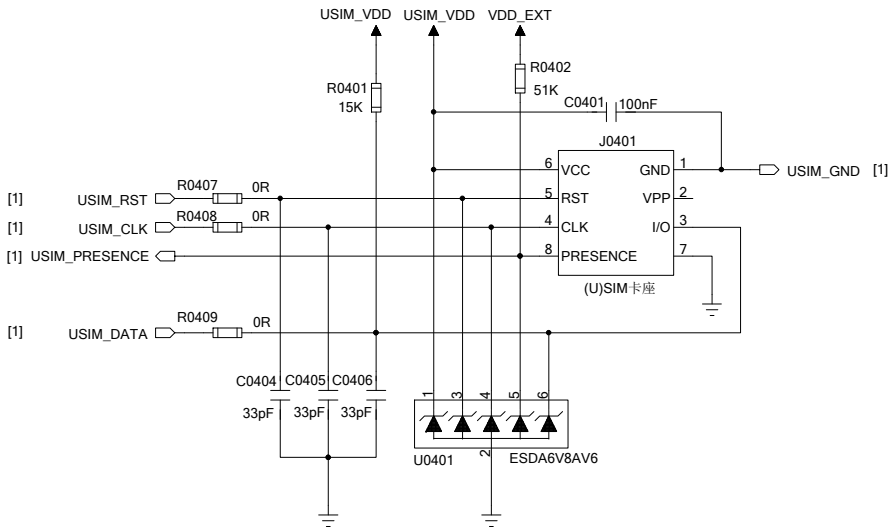 USIM_VDD USIM_VDD VDD_EXT
R0402
51K
R0401
15K
C0401 100nF
J0401
6 VCC GND 1 USIM_GND [1]
R0407 0R
[1] USIM_RST 5 RST VPP 2
R0408 0R
[1] USIM_CLK 4 CLK I/O 3
[1] USIM_PRESENCE 8 PRESENCE 7
(U)SIM卡座
R0409 0R
[1] USIM_DATA
C0404 C0405 C0406
33pF 33pF 33pF
1 3 4 5 6
2
U0401 ESDA6V8AV6